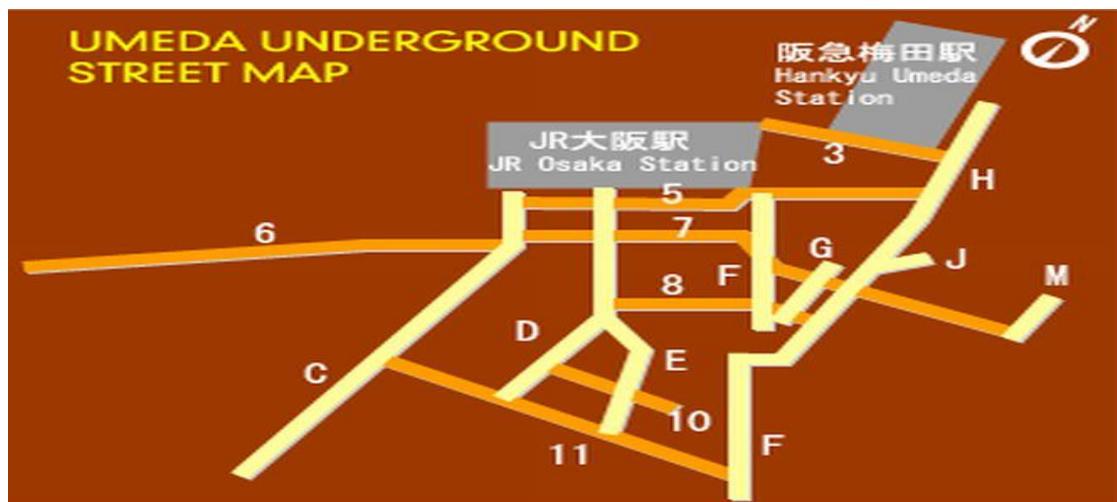 UMEDA UNDERGROUND
STREET MAP
N
阪急梅田駅
Hankyu Umeda
Station
JR大阪駅
JR Osaka Station
3
H
5
6
7
G
J
F
M
8
D
E
C
10
11
F